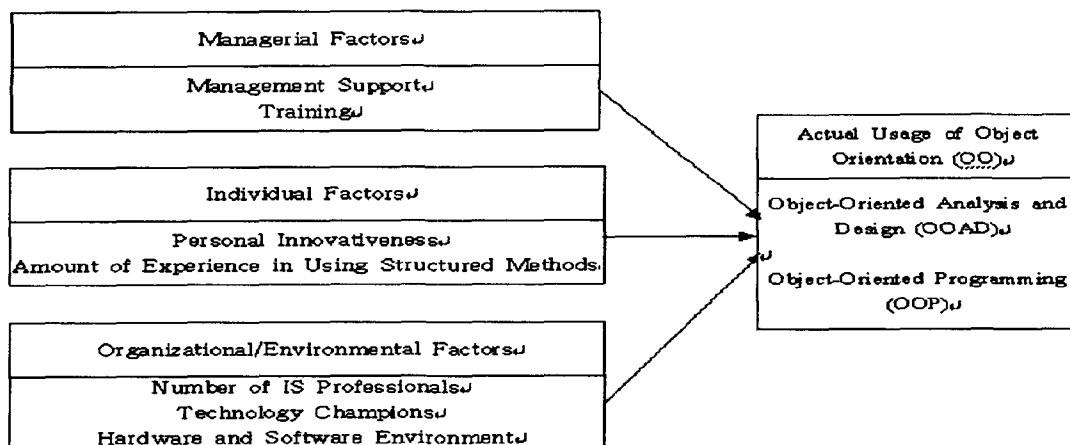 Managerial Factors↵
Management Support↵
Training↵
Individual Factors↵
Personal Innovativeness↵
Amount of Experience in Using Structured Methods
Organizational/Environmental Factors↵
Number of IS Professionals↵
Technology Champions↵
Hardware and Software Environment↵
Actual Usage of Object
Orientation (OO)↵
Object-Oriented Analysis and
Design (OOAD)↵
↵
Object-Oriented Programming
(OOP)↵